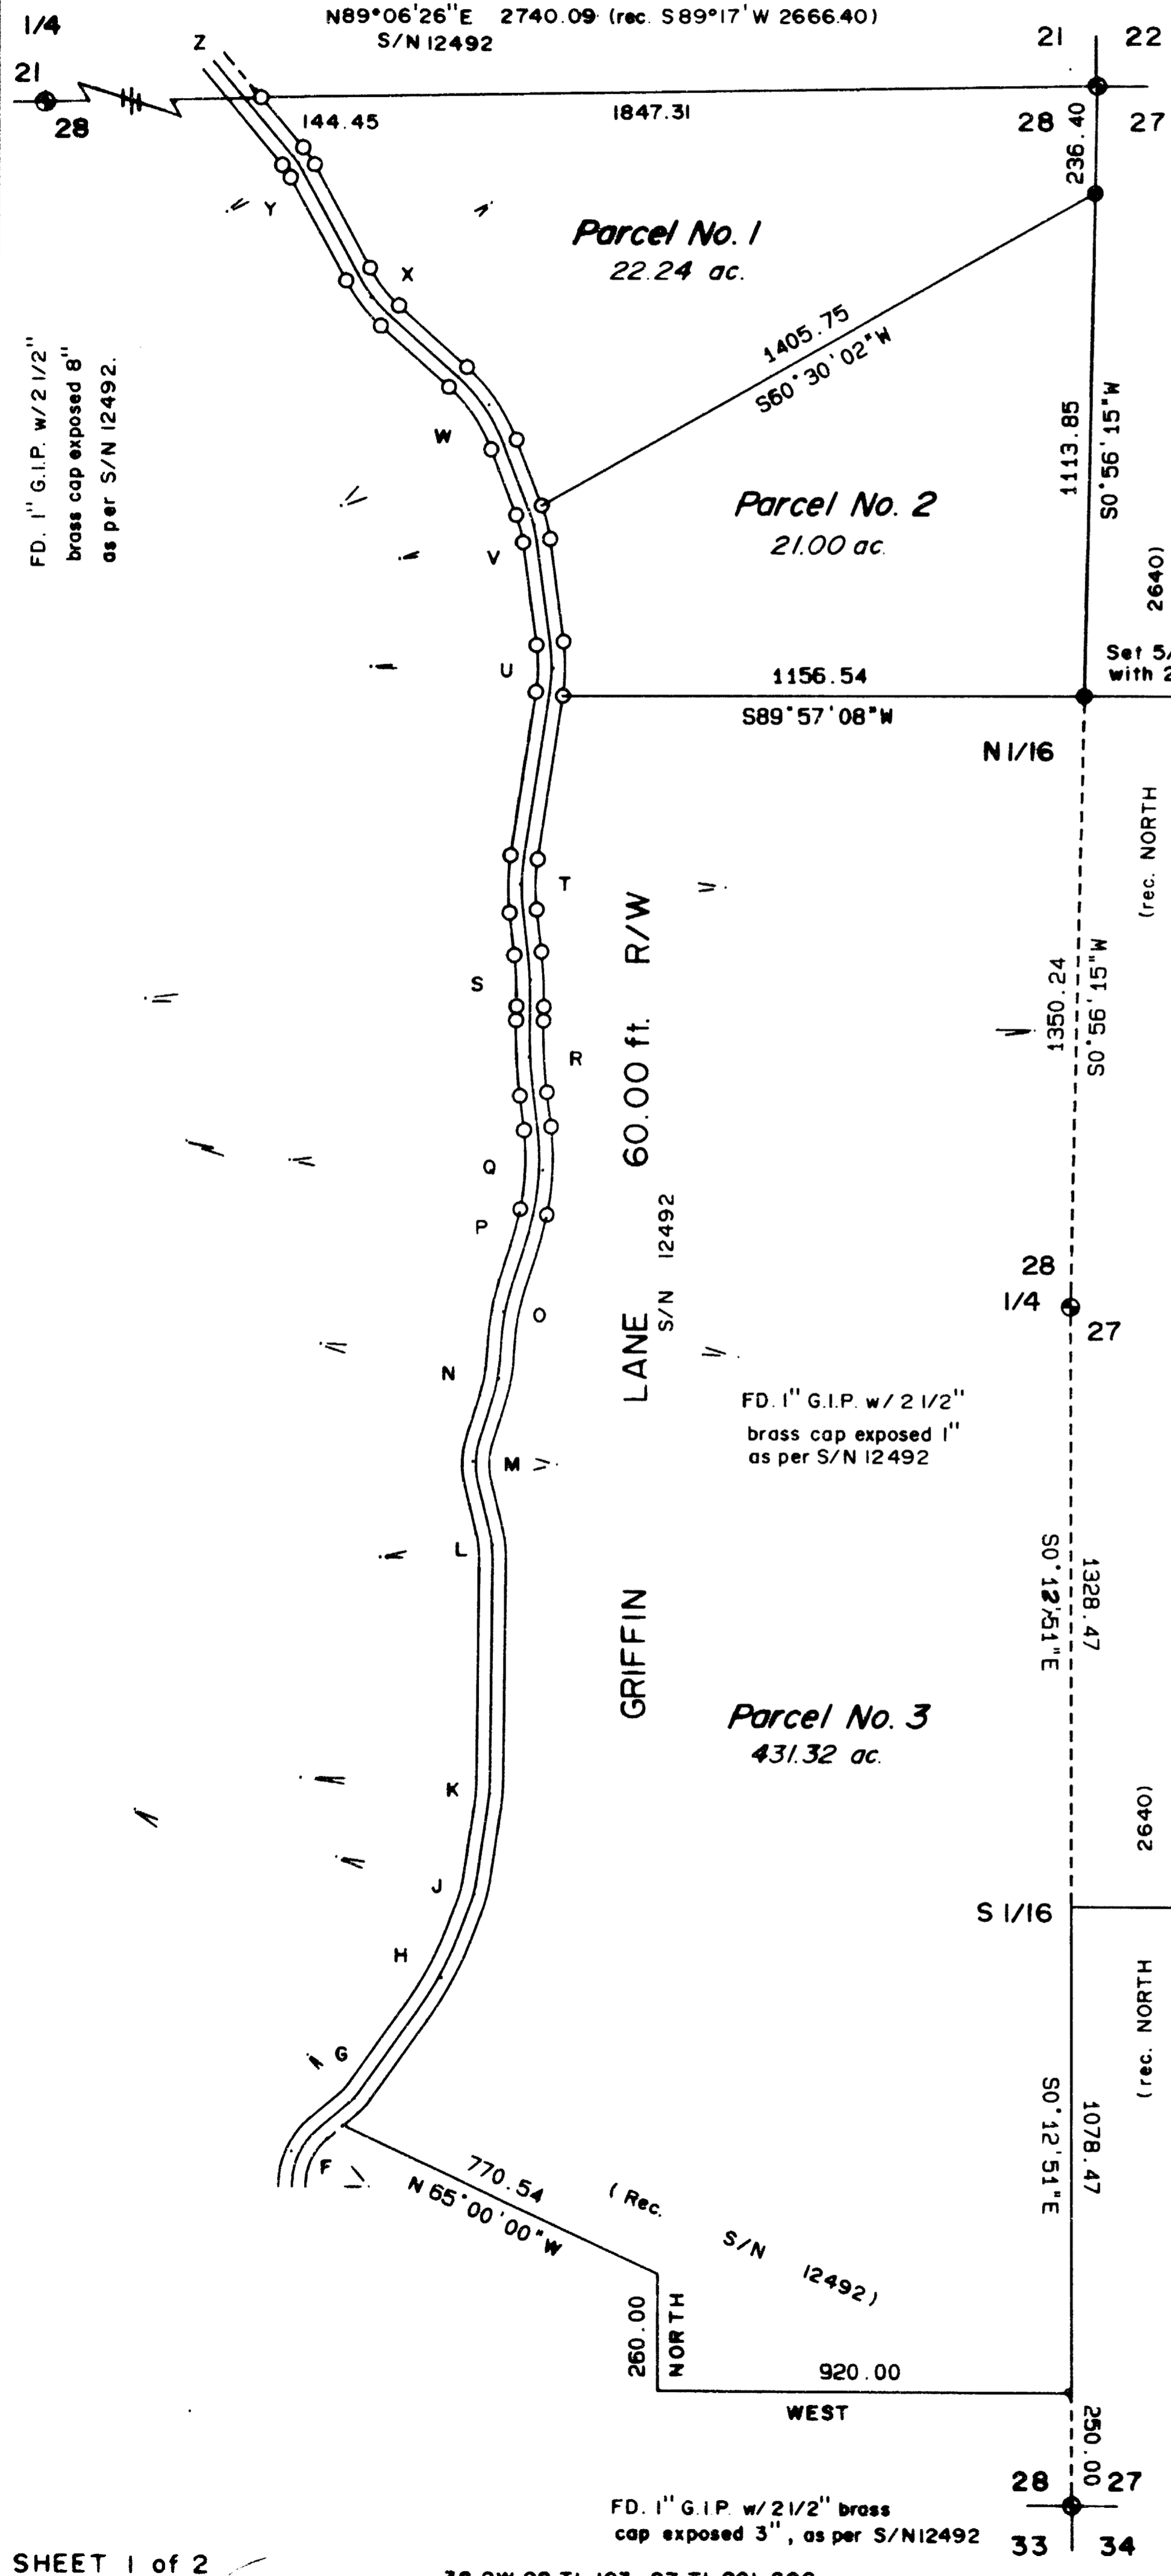 N89°06'26"E 2740.09 (rec. S89°17'W 2666.40)
S/N 12492
1/4
21
28
Z
21 22
28 27
144.45
1847.31
236.40
Y
X
Parcel No. 1
22.24 ac.
1405.75
S60°30'02"W
FD. 1" G.I.P. w/ 2 1/2"
brass cap exposed 8"
as per S/N 12492.
W
1113.85
S0°56'15"W
Parcel No. 2
21.00 ac.
V
2640)
U
1156.54
S89°57'08"W
Set 5/
with 2
N 1/16
(rec. NORTH
T
S
R
1350.24
S0°56'15"W
GRIFFIN LANE 60.00 ft. R/W
S/N 12492
Q
P
O
28
1/4
27
N
FD. 1" G.I.P. w/ 2 1/2"
brass cap exposed 1"
as per S/N 12492
M
L
1328.47
S0°12'51"E
Parcel No. 3
431.32 ac.
K
2640)
J
S 1/16
H
(rec. NORTH
G
1078.47
S0°12'51"E
F
770.54
N 65°00'00"W
(Rec. S/N 12492)
260.00
NORTH
920.00
WEST
250.00
28 27
33 34
FD. 1" G.I.P. w/ 2 1/2" brass
cap exposed 3", as per S/N 12492
SHEET 1 of 2